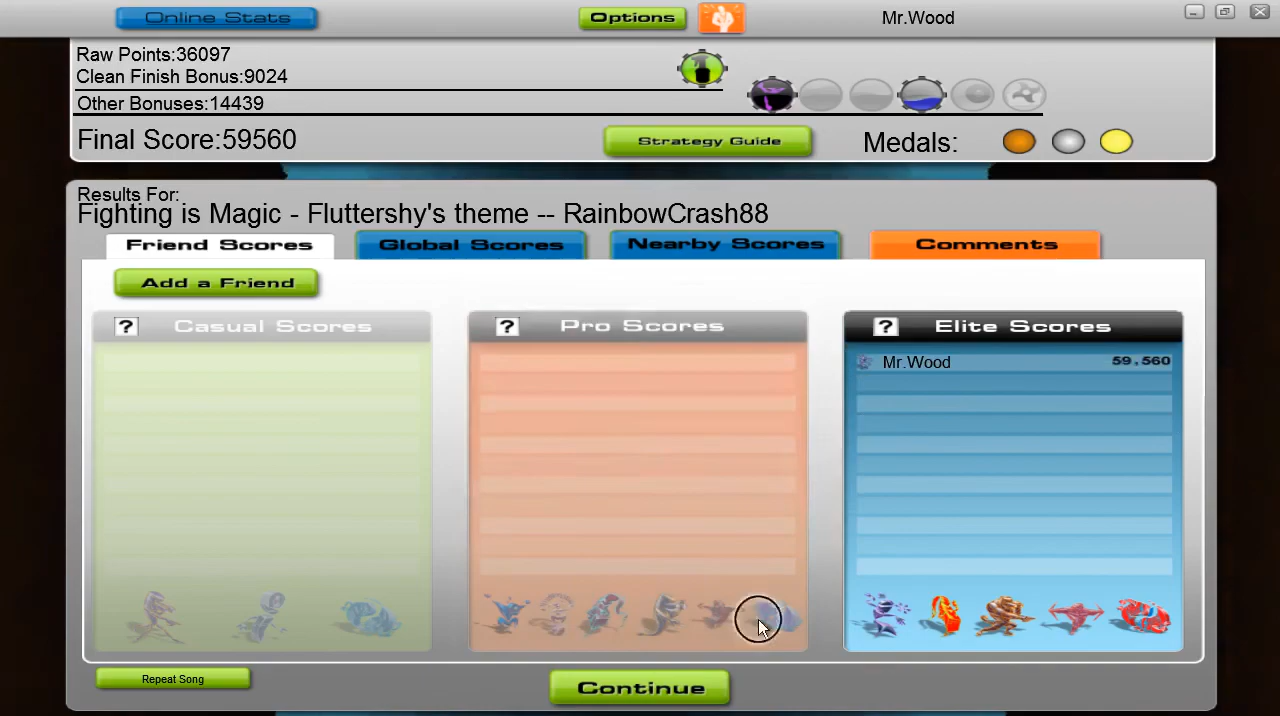 Online Stats
Options
Mr.Wood
Raw Points:36097
Clean Finish Bonus:9024
Other Bonuses:14439
Final Score:59560
Strategy Guide
Medals:
Results For:
Fighting is Magic - Fluttershy's theme -- RainbowCrash88
Friend Scores
Global Scores
Nearby Scores
Comments
Add a Friend
? Casual Scores
? Pro Scores
? Elite Scores
Mr.Wood 59,560
Repeat Song
Continue